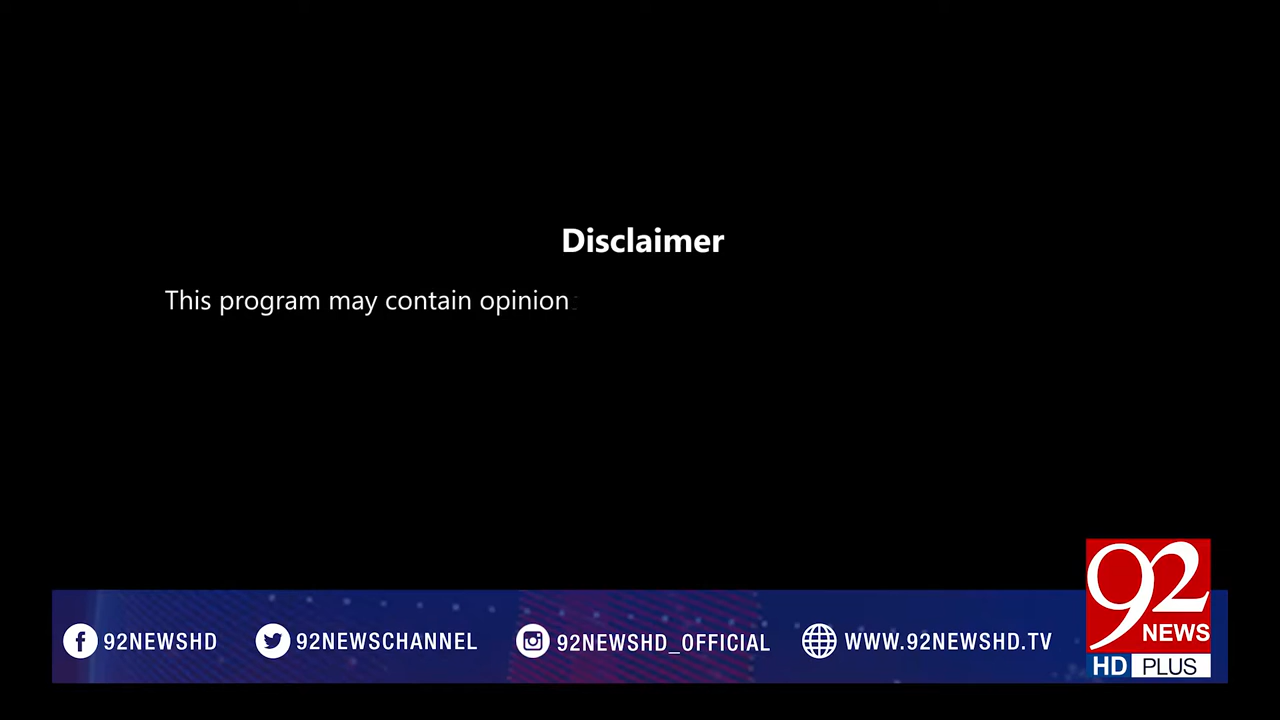 Disclaimer
This program may contain opinion
92NEWSHD
92NEWSCHANNEL
92NEWSHD_OFFICIAL
WWW.92NEWSHD.TV
92
NEWS
HD PLUS